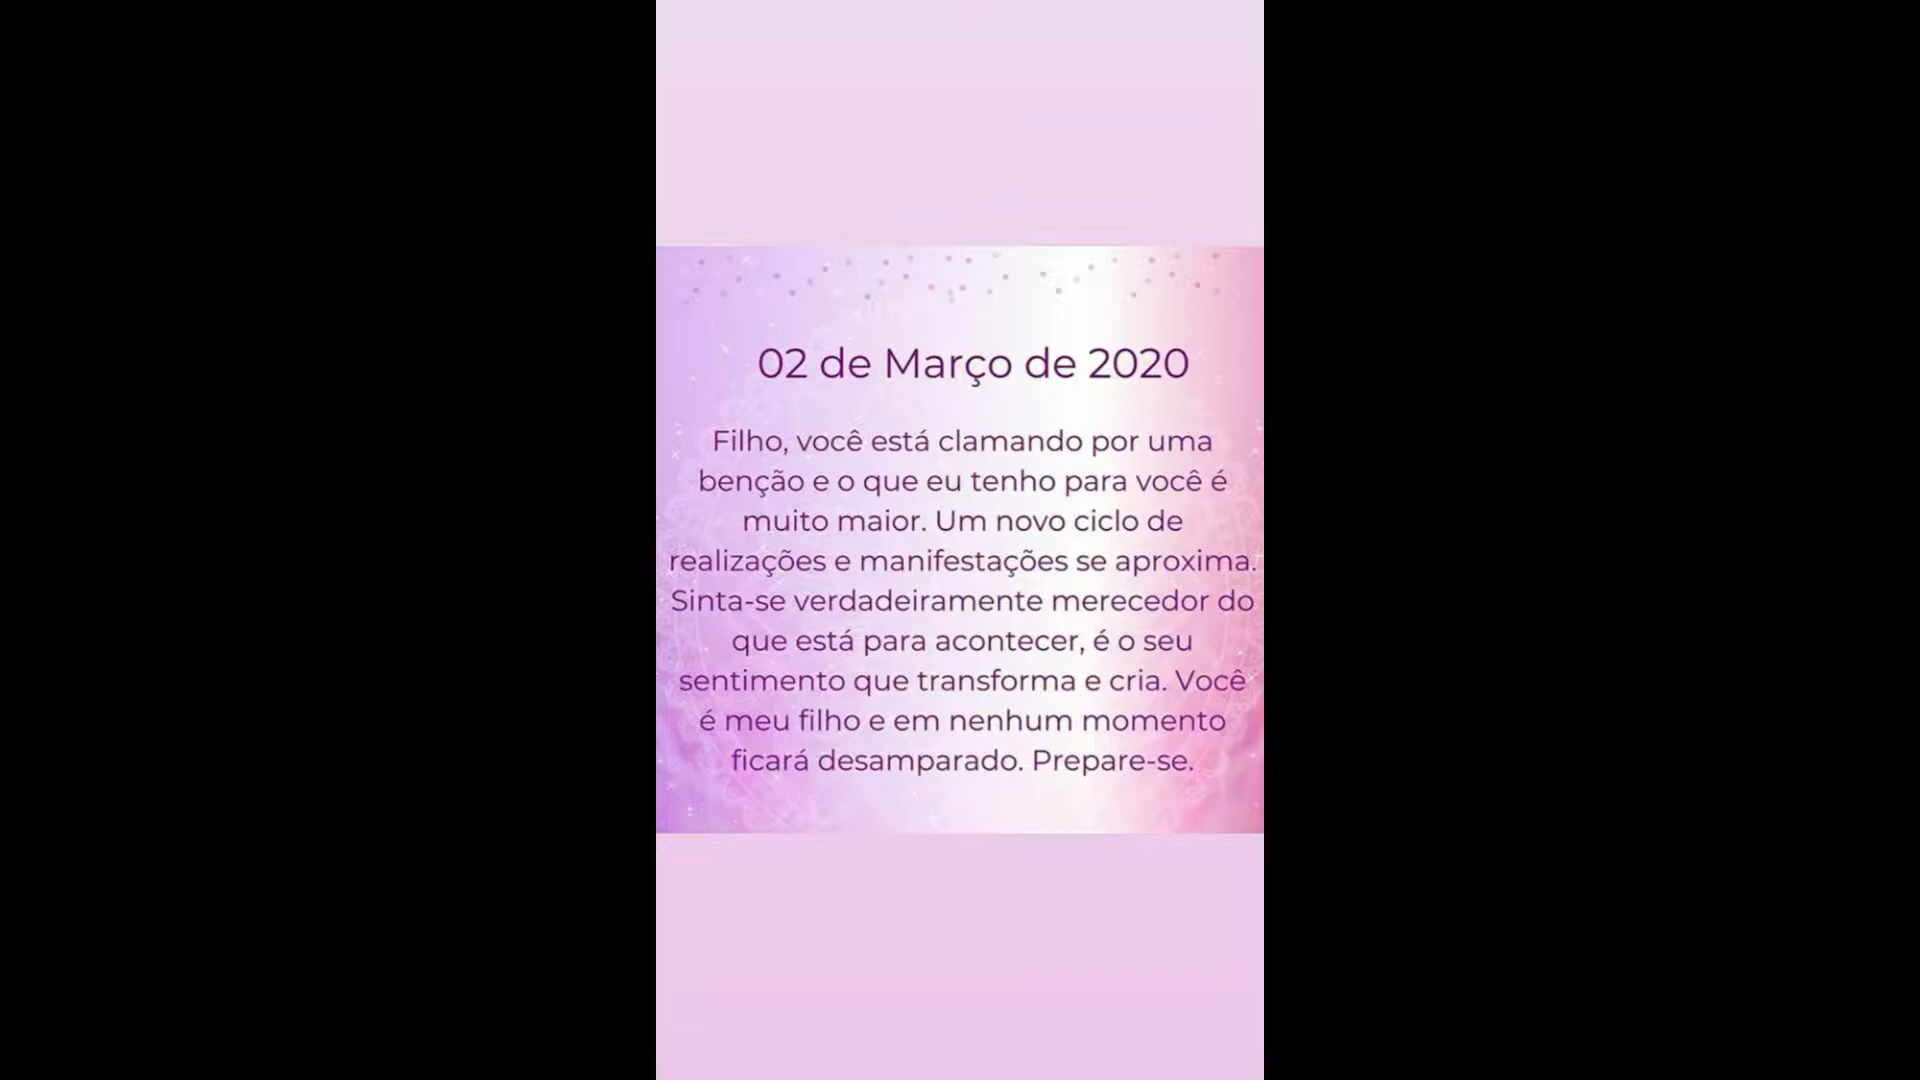 02 de Março de 2020
Filho, você está clamando por uma
benção e o que eu tenho para você é
muito maior. Um novo ciclo de
realizações e manifestações se aproxima.
Sinta-se verdadeiramente merecedor do
que está para acontecer, é o seu
sentimento que transforma e cria. Você
é meu filho e em nenhum momento
ficará desamparado. Prepare-se.